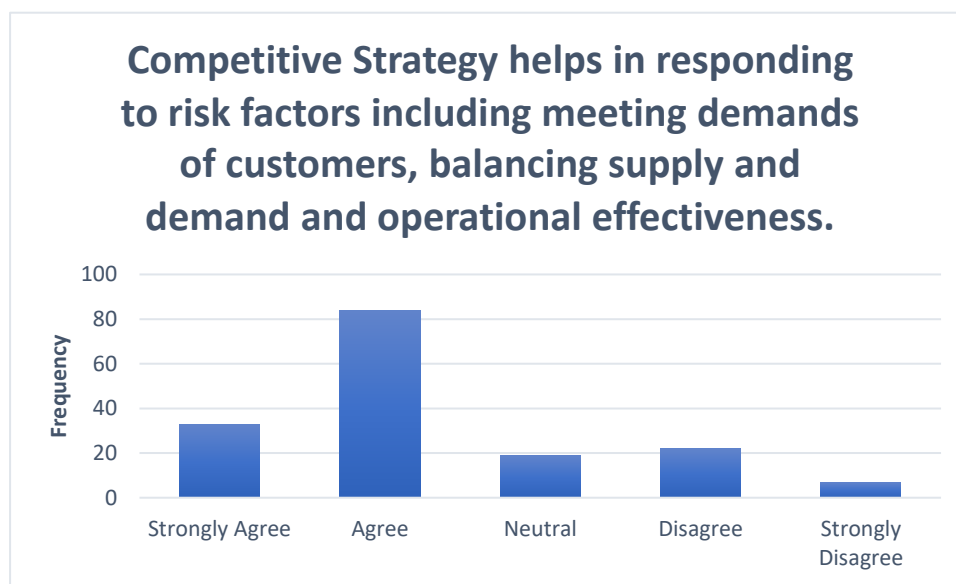 Competitive Strategy helps in responding
to risk factors including meeting demands
of customers, balancing supply and
demand and operational effectiveness.
100
80
60
40
20
0
Frequency
Strongly Agree
Agree
Neutral
Disagree
Strongly
Disagree